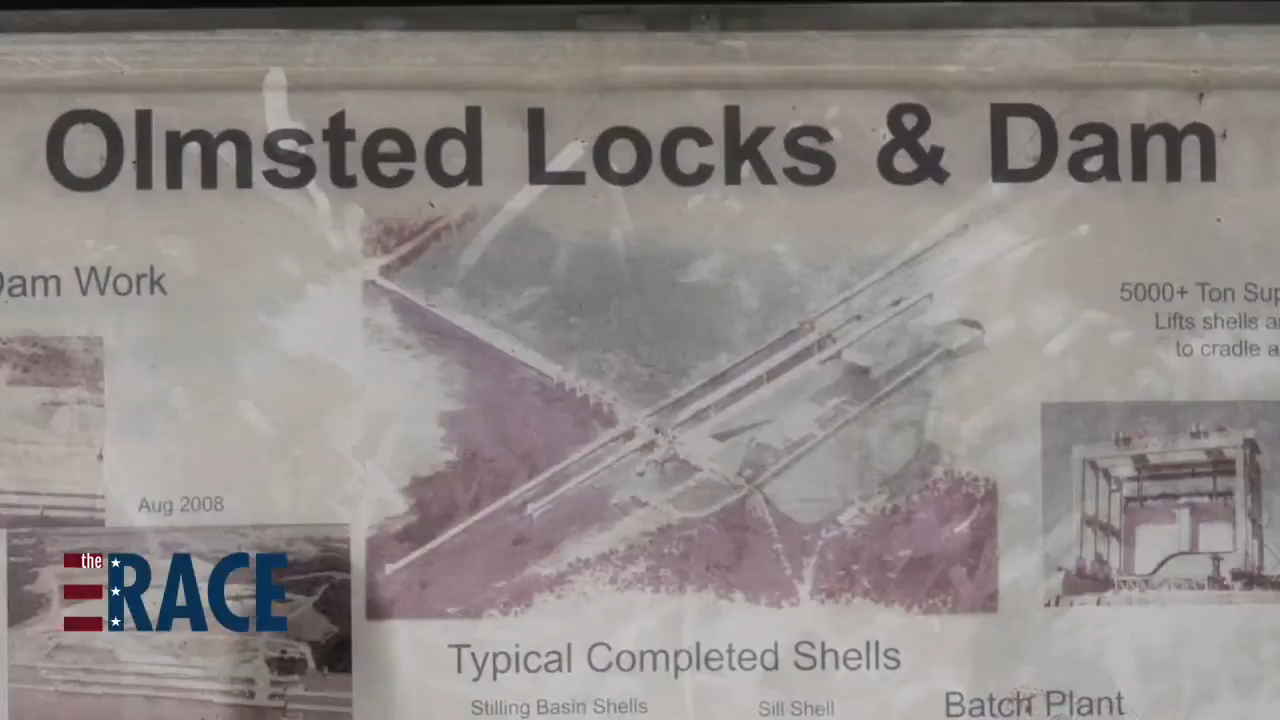 Olmsted Locks & Dam
Dam Work
5000+ Ton Sup
Lifts shells a
to cradle a
Aug 2008
the
RACE
Typical Completed Shells
Stilling Basin Shells
Sill Shell
Batch Plant